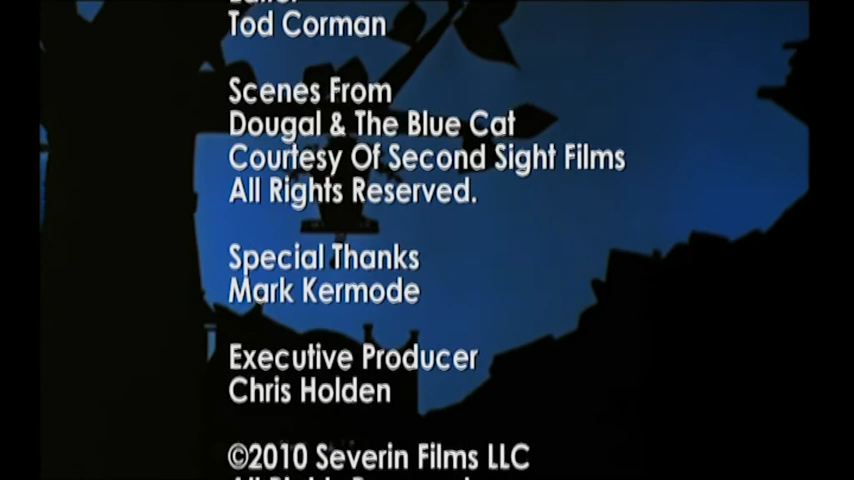 Tod Corman
Scenes From
Dougal & The Blue Cat
Courtesy Of Second Sight Films
All Rights Reserved.
Special Thanks
Mark Kermode
Executive Producer
Chris Holden
©2010 Severin Films LLC